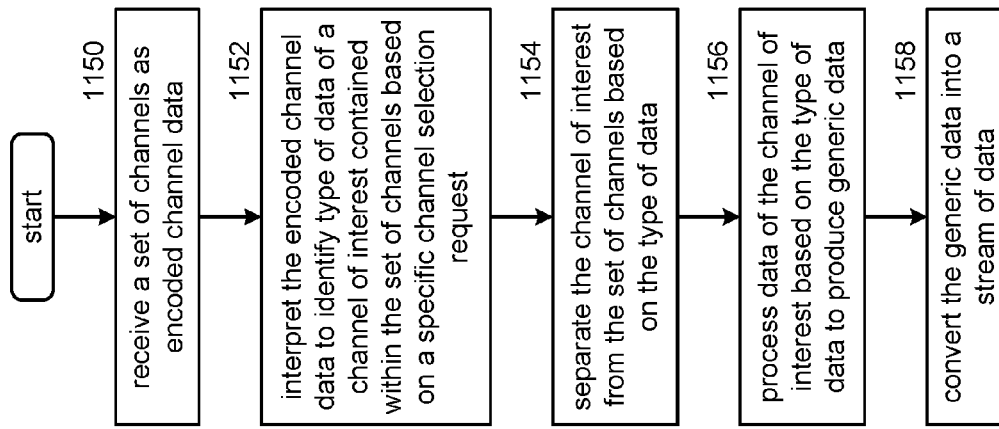 start
1150
receive a set of channels as
encoded channel data
1152
interpret the encoded channel
data to identify type of data of a
channel of interest contained
within the set of channels based
on a specific channel selection
request
1154
separate the channel of interest
from the set of channels based
on the type of data
1156
process data of the channel of
interest based on the type of
data to produce generic data
1158
convert the generic data into a
stream of data